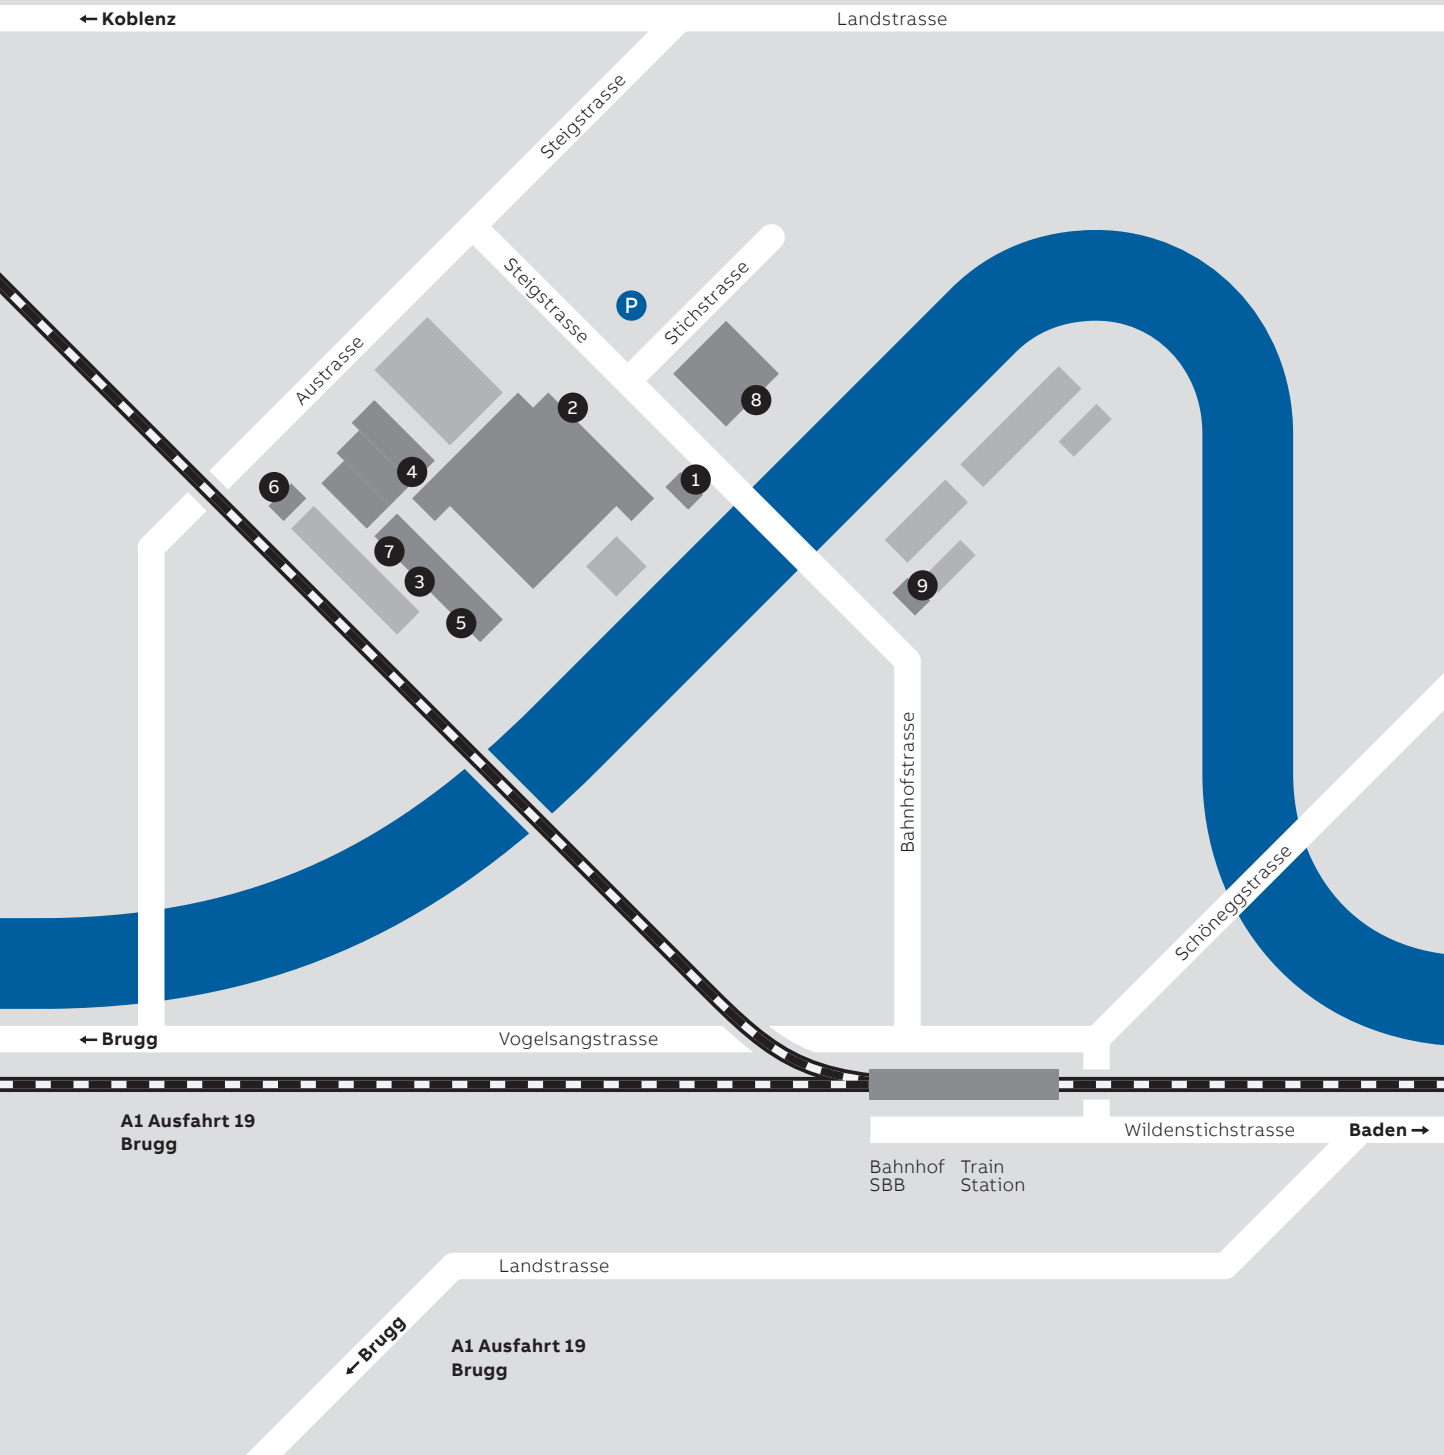 ← Koblenz
Landstrasse
Steigstrasse
Steigstrasse
Stichstrasse
P
Austrasse
2
8
4
1
6
7
3
9
5
Bahnhofstrasse
Schöneggstrasse
← Brugg
Vogelsangstrasse
A1 Ausfahrt 19
Brugg
Wildenstichstrasse
Baden →
Bahnhof
SBB
Train
Station
Landstrasse
← Brugg
A1 Ausfahrt 19
Brugg